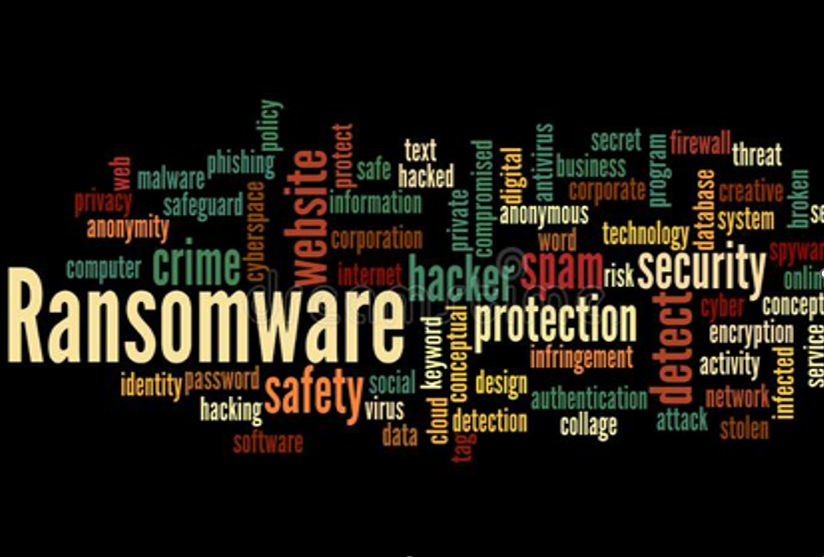 policy
web
phishing
malware
privacy
safeguard
anonymity
cyberspace
website
protect
safe
text
hacked
information
corporation
internet
computer
crime
hacker
private
compromised
digital
antivirus
secret
business
corporate
program
firewall
threat
anonymous
word
technology
database
creative
system
broken
spam
risk
security
spywar
onlin
cyber
concept
Ransomware
keyword
conceptual
protection
infringement
detect
encryption
activity
infected
service
identity
password
safety
social
virus
hacking
software
data
cloud
design
detection
tag
authentication
collage
attack
network
stolen